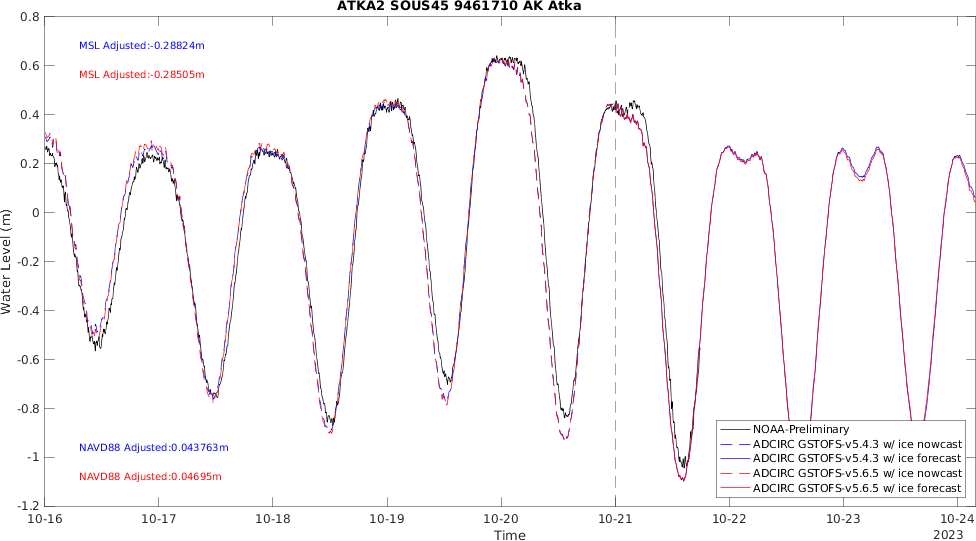 ATKA2 SOUS45 9461710 AK Atka
0.8
0.6
0.4
0.2
0
-0.2
-0.4
-0.6
-0.8
-1
-1.2
Water Level (m)
MSL Adjusted:-0.28824m
MSL Adjusted:-0.28505m
NAVD88 Adjusted:0.043763m
NAVD88 Adjusted:0.04695m
NOAA-Preliminary
ADCIRC GSTOFS-v5.4.3 w/ ice nowcast
ADCIRC GSTOFS-v5.4.3 w/ ice forecast
ADCIRC GSTOFS-v5.6.5 w/ ice nowcast
ADCIRC GSTOFS-v5.6.5 w/ ice forecast
10-16 10-17 10-18 10-19 10-20 10-21 10-22 10-23 10-24
Time
2023